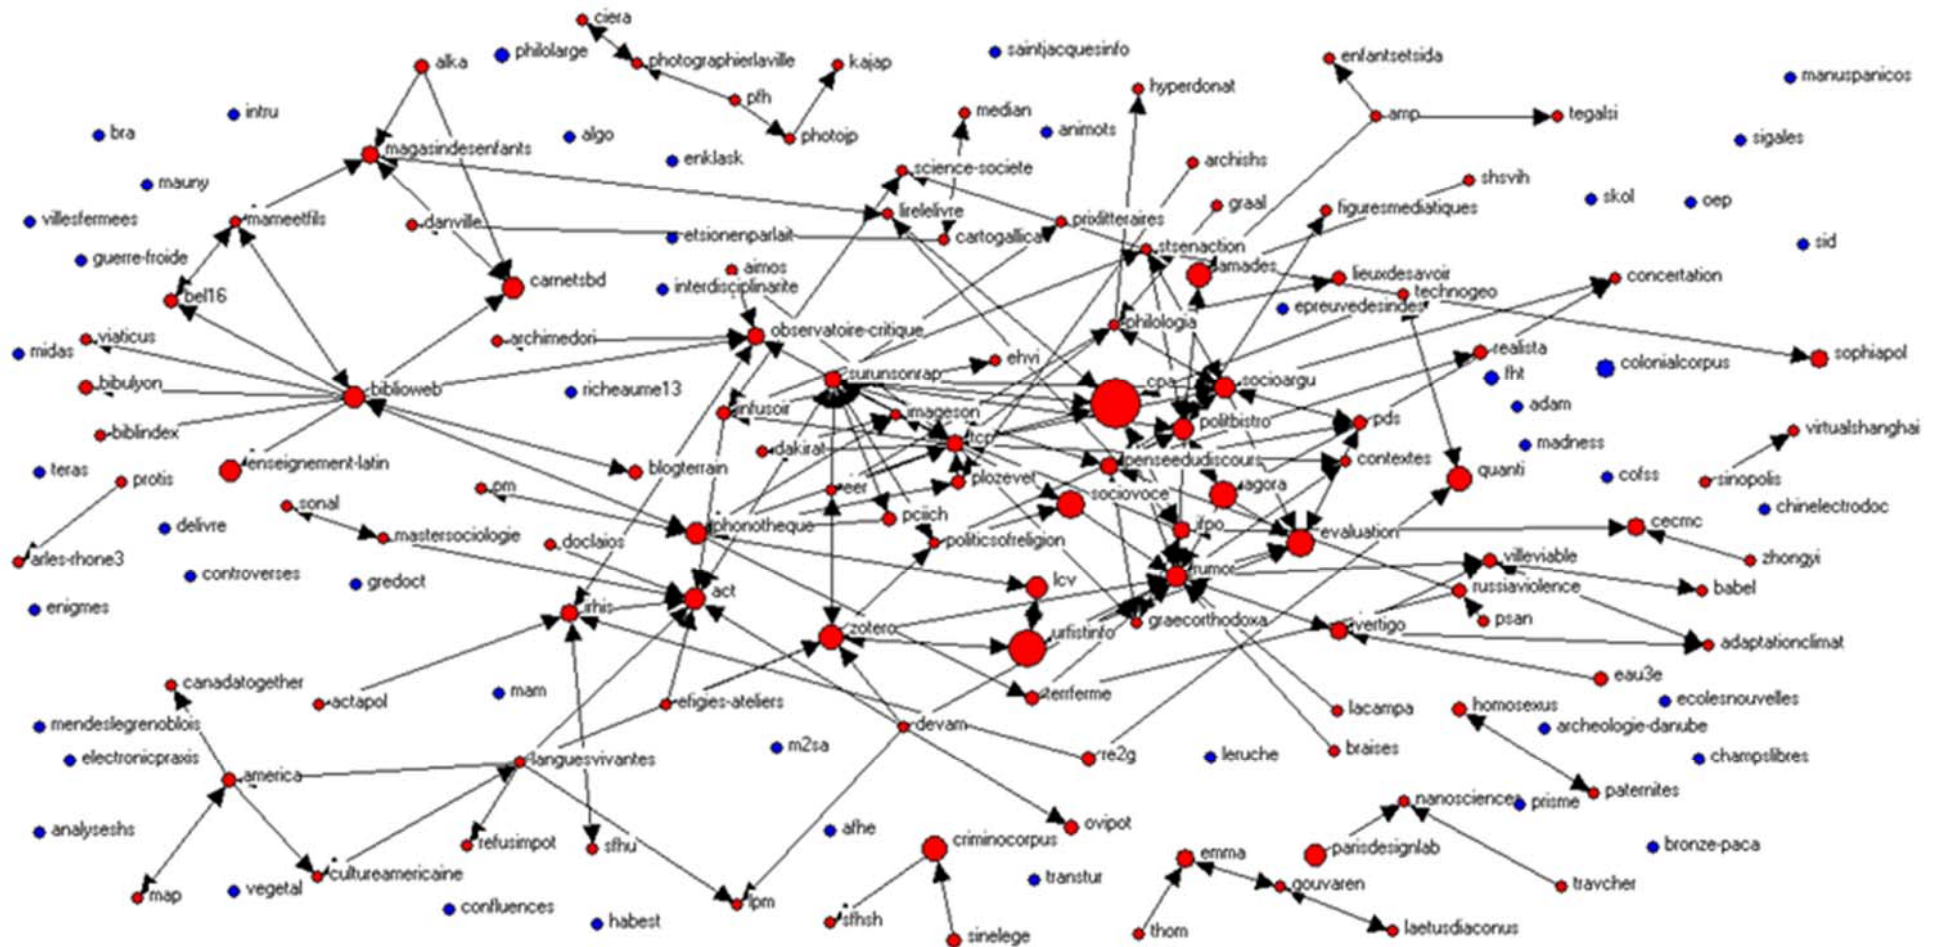 ciera
philolarge
saintjacquesinfo
enfantsetsida
alka
photographierlaville
kajap
manuspanicos
hyperdonat
pfh
median
amp
tegalsi
intru
bra
algo
photojp
animots
sigales
magasindesenfants
enklask
archishs
science-societe
shsvih
mauny
skol
oep
graal
figuresmediatiques
lirelelivre
villesfermees
mameetfils
danville
prixlitteraires
etsionenparlait
cartogallica
stsenaction
sid
guerre-froide
aimos
damades
lieuxdesavoir
concertation
carnetsbd
interdisciplinarite
technogeo
bel16
epreuvedesindes
philologia
observatoire-critique
viaticus
archimedori
midas
realista
sophiapol
ehvi
colonialcorpus
surunsonrap
fht
cpa
socioargu
bibulyon
biblioweb
richeaume13
adam
infusoir
imageson
politbistro
pds
virtualshanghai
biblindex
tcp
madness
dakirat
penseedudiscours
contextes
enseignement-latin
blogterrain
teras
quanti
cofss
protis
plozevet
sinopolis
pm
eer
sociovoce
agora
sonal
chinelectrodoc
pciich
delivre
phonotheque
ifpo
cecmc
mastersociologie
doclaios
politicsofreligion
evaluation
arles-rhone3
villeviable
zhongyi
controverses
gredoct
lcv
rumor
act
russiaviolence
babel
enigmes
irhis
graecorthodoxa
psan
zotero
urfistinfo
vertigo
adaptationclimat
eau3e
canadatogether
mam
terrferme
actapol
efigies-ateliers
ecolesnouvelles
lacampa
homosexus
mendeslegrenoblois
devam
archeologie-danube
m2sa
braises
electronicpraxis
languesvivantes
re2g
leruche
champslibres
america
paternites
nanosciences
prisme
analyseshs
afhe
ovipot
refusimpot
sfhu
criminocorpus
bronze-paca
emma
parisdesignlab
cultureamericaine
transtur
gouvaren
travcher
map
vegetal
lpm
confluences
habest
sfhsh
laetusdiaconus
thom
sinelege